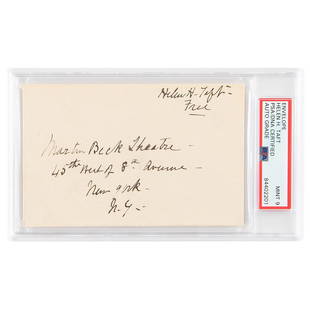 Helen H. Taft -
Free
Martin Beck Theatre -
45th West of 8th Avenue -
New York -
N.Y. -
ENVELOPE
HELEN H. TAFT
PSA/DNA CERTIFIED
AUTO GRADE
MINT 9
84402201